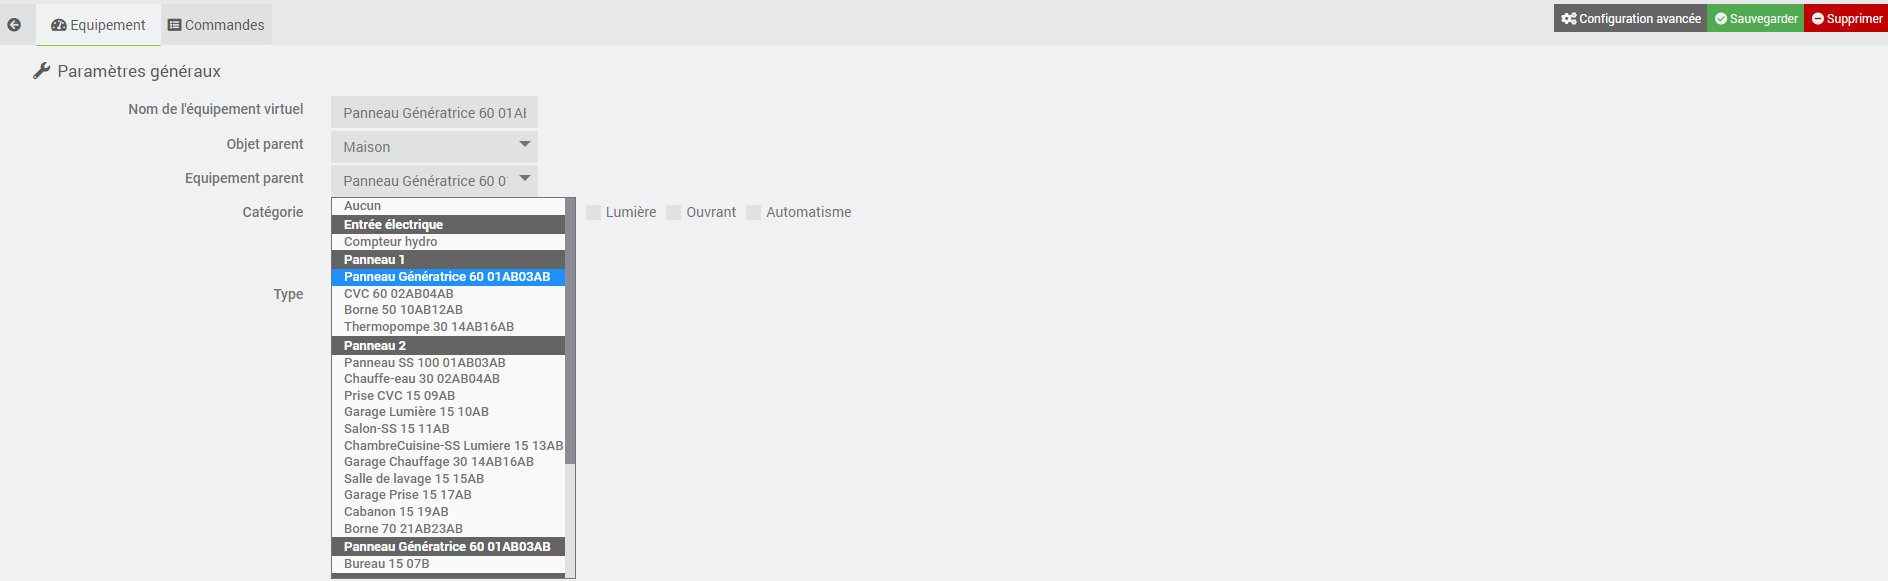 Equipement
Commandes
Configuration avancée
Sauvegarder
Supprimer
Paramètres généraux
Nom de l'équipement virtuel
Panneau Génératrice 60 01AB
Objet parent
Maison
Equipement parent
Panneau Génératrice 60 0
Catégorie
Lumière
Ouvrant
Automatisme
Type
Aucun
Entrée électrique
Compteur hydro
Panneau 1
Panneau Génératrice 60 01AB03AB
CVC 60 02AB04AB
Borne 50 10AB12AB
Thermopompe 30 14AB16AB
Panneau 2
Panneau SS 100 01AB03AB
Chauffe-eau 30 02AB04AB
Prise CVC 15 09AB
Garage Lumière 15 10AB
Salon-SS 15 11AB
ChambreCuisine-SS Lumiere 15 13AB
Garage Chauffage 30 14AB16AB
Salle de lavage 15 15AB
Garage Prise 15 17AB
Cabanon 15 19AB
Borne 70 21AB23AB
Panneau Génératrice 60 01AB03AB
Bureau 15 07B